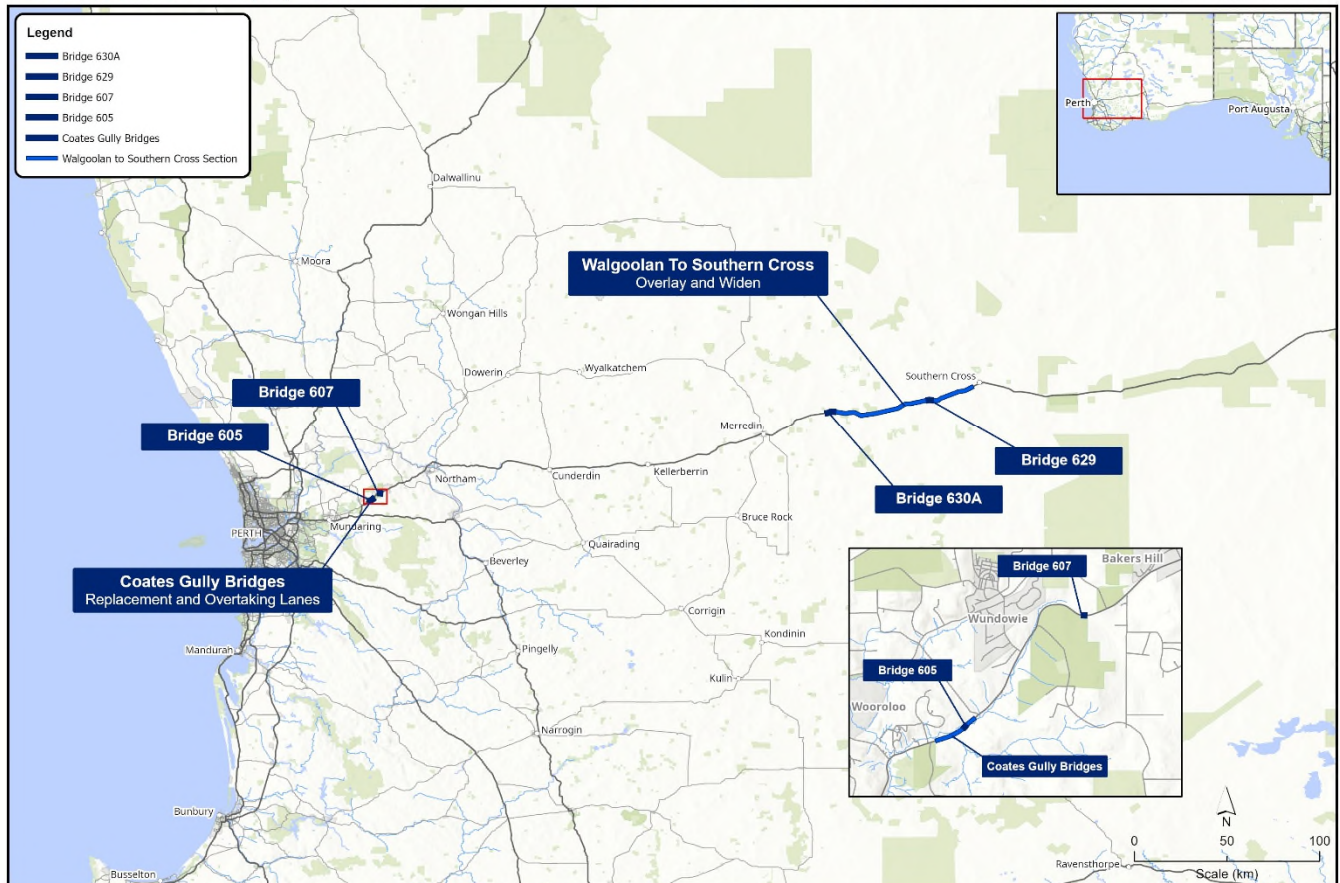 Legend
Bridge 630A
Bridge 629
Bridge 607
Bridge 605
Coates Gully Bridges
Walgoolan to Southern Cross Section
Perth
Port Augusta
Dalwallinu
Moora
Walgoolan To Southern Cross
Overlay and Widen
Wongan Hills
Dowerin
Wyalkatchem
Southern Cross
Bridge 607
Bridge 605
Merredin
Bridge 629
Northam
Cunderdin
Kellerberrin
Bridge 630A
Bruce Rock
Mundaring
PERTH
Quairading
Beverley
Coates Gully Bridges
Replacement and Overtaking Lanes
Corrigin
Kondinin
Mandurah
Pingelly
Kulin
Narrogin
Bunbury
Busselton
Bakers Hill
Bridge 607
Wundowie
Bridge 605
Wooroloo
Coates Gully Bridges
N
0 50 100
Scale (km)
Ravensthorpe